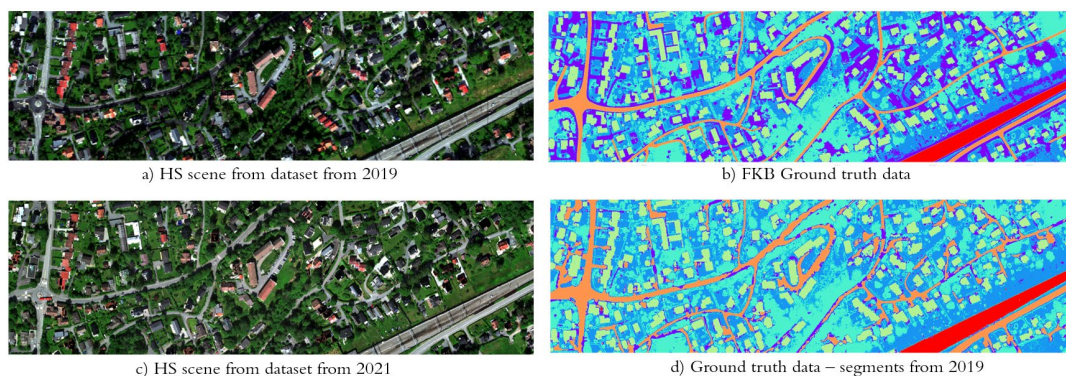 a) HS scene from dataset from 2019
b) FKB Ground truth data
c) HS scene from dataset from 2021
d) Ground truth data – segments from 2019